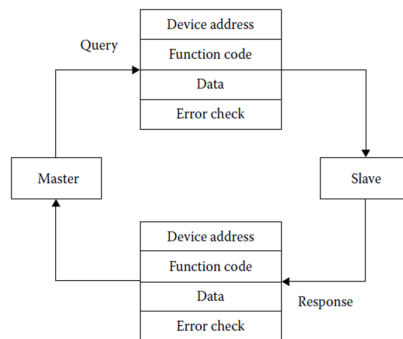 Device address
Query
Function code
Data
Error check
Master
Slave
Device address
Function code
Data
Response
Error check